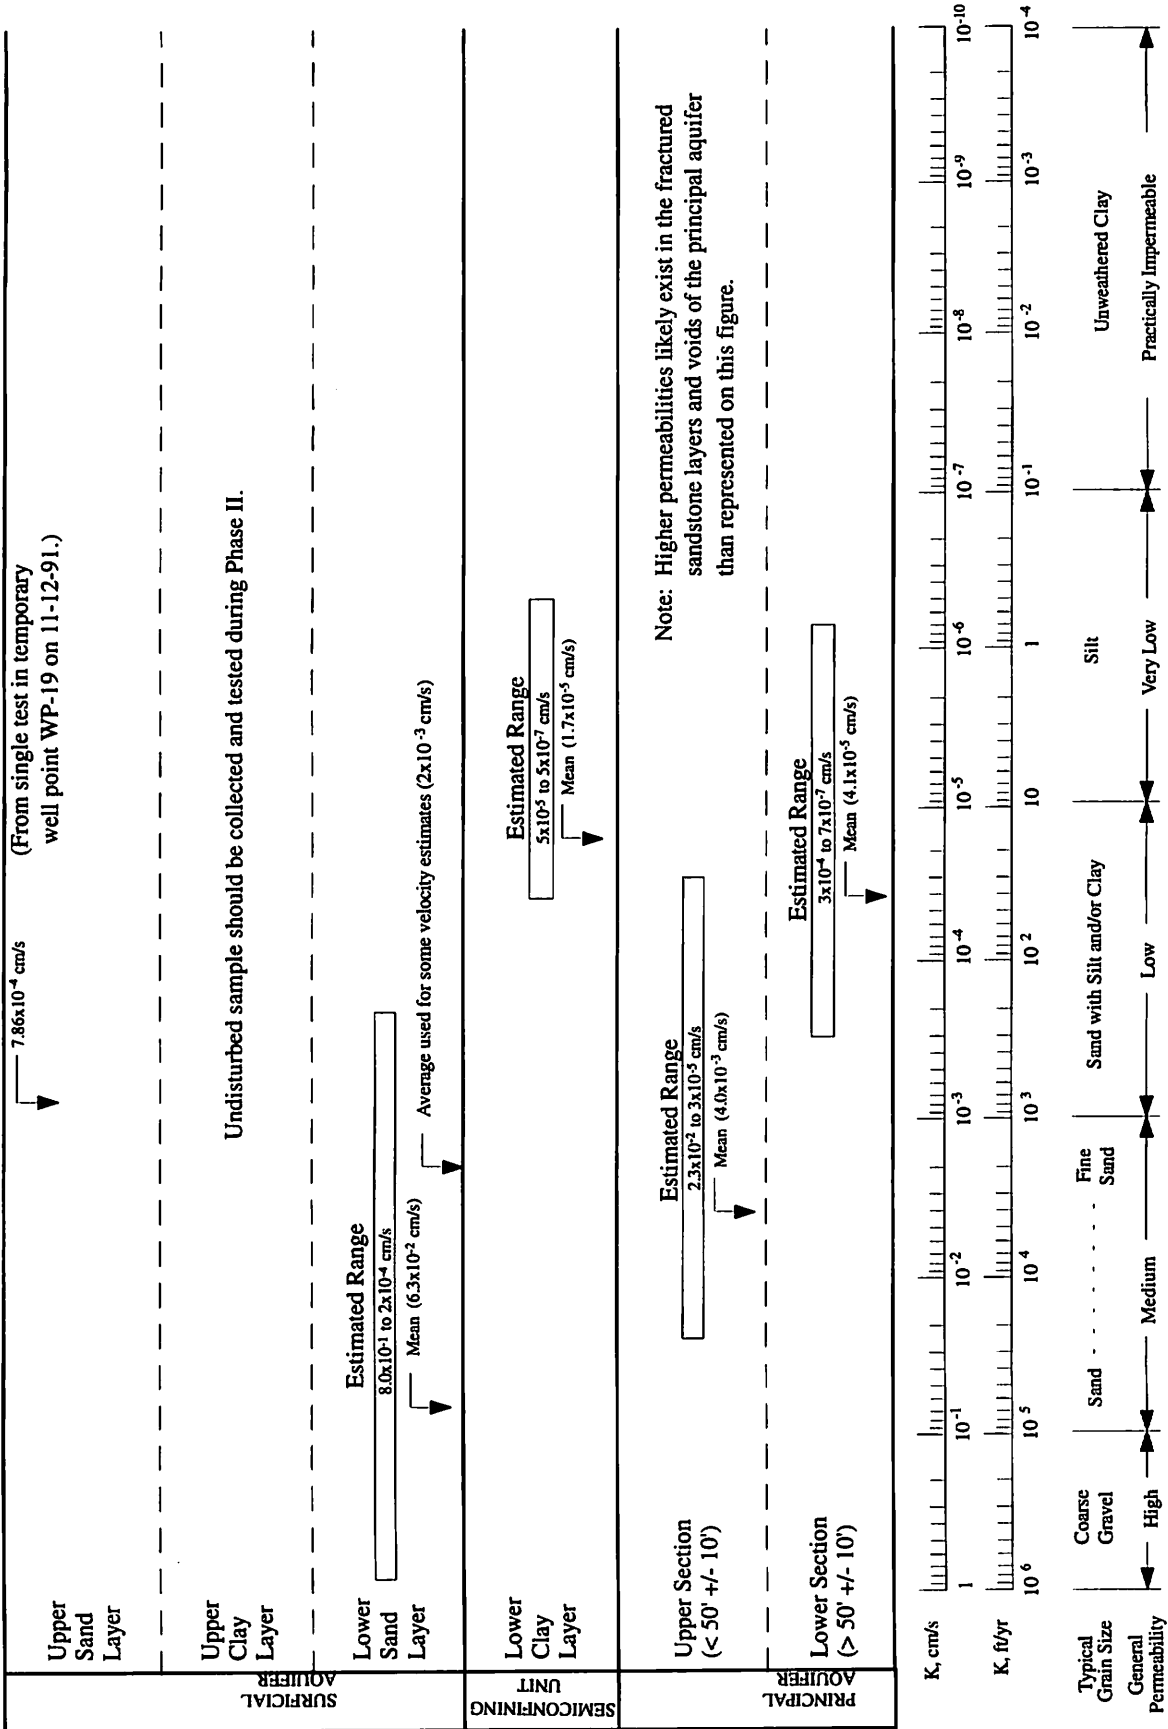 SURFICIAL
AQUIFER
Upper
Sand
Layer
7.86x10⁻⁴ cm/s
(From single test in temporary
well point WP-19 on 11-12-91.)
Upper
Clay
Layer
Undisturbed sample should be collected and tested during Phase II.
Lower
Sand
Layer
Estimated Range
8.0x10⁻¹ to 2x10⁻⁴ cm/s
Mean (6.3x10⁻² cm/s)
Average used for some velocity estimates (2x10⁻³ cm/s)
SEMICONFINING
UNIT
Lower
Clay
Layer
Estimated Range
5x10⁻⁵ to 5x10⁻⁷ cm/s
Mean (1.7x10⁻⁵ cm/s)
PRINCIPAL
AQUIFER
Upper Section
(< 50' +/- 10')
Estimated Range
2.3x10⁻² to 3x10⁻⁵ cm/s
Mean (4.0x10⁻³ cm/s)
Note: Higher permeabilities likely exist in the fractured
sandstone layers and voids of the principal aquifer
than represented on this figure.
Lower Section
(> 50' +/- 10')
Estimated Range
3x10⁻⁴ to 7x10⁻⁷ cm/s
Mean (4.1x10⁻⁵ cm/s)
K, cm/s
1 10⁻¹ 10⁻² 10⁻³ 10⁻⁴ 10⁻⁵ 10⁻⁶ 10⁻⁷ 10⁻⁸ 10⁻⁹ 10⁻¹⁰
K, ft/yr
10⁶ 10⁵ 10⁴ 10³ 10² 10 1 10⁻¹ 10⁻² 10⁻³ 10⁻⁴
Typical
Grain Size
Coarse
Gravel
Sand - - - - - - Fine
Sand
Sand with Silt and/or Clay
Silt
Unweathered Clay
General
Permeability
High
Medium
Low
Very Low
Practically Impermeable